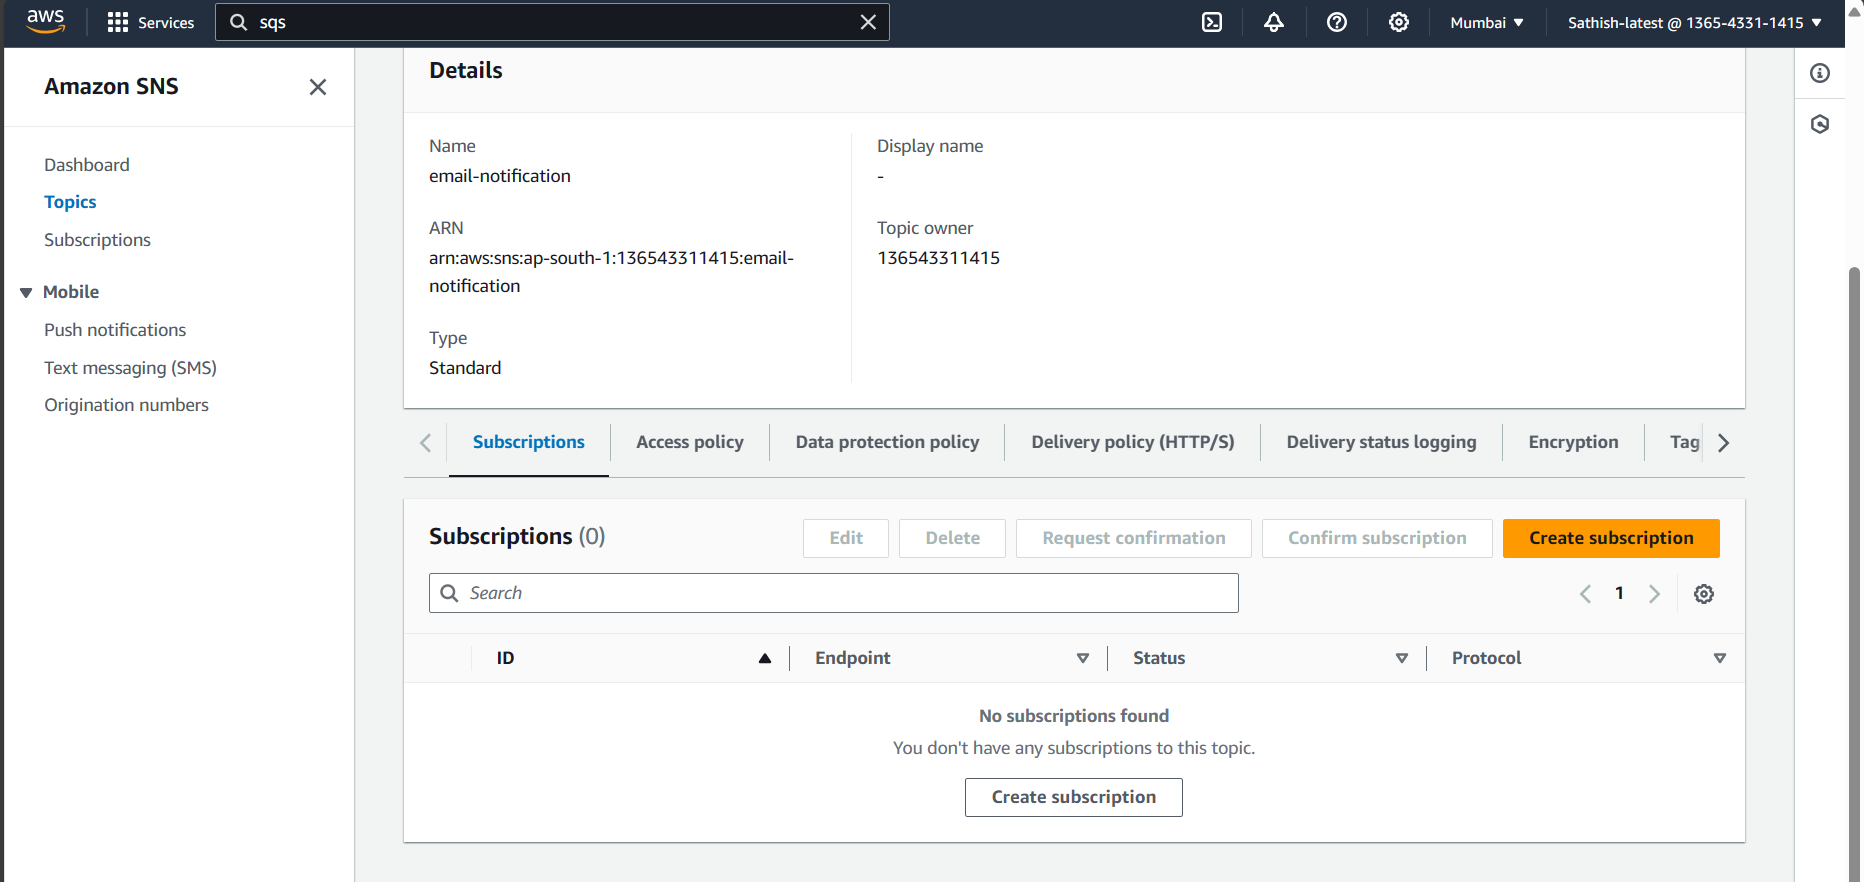 aws
Services
sqs
Mumbai
Sathish-latest @ 1365-4331-1415
Amazon SNS
Dashboard
Topics
Subscriptions
Mobile
Push notifications
Text messaging (SMS)
Origination numbers
Details
Name
email-notification
Display name
-
ARN
arn:aws:sns:ap-south-1:136543311415:email-
notification
Topic owner
136543311415
Type
Standard
Subscriptions
Access policy
Data protection policy
Delivery policy (HTTP/S)
Delivery status logging
Encryption
Tag
Subscriptions (0)
Edit
Delete
Request confirmation
Confirm subscription
Create subscription
Search
1
ID
Endpoint
Status
Protocol
No subscriptions found
You don't have any subscriptions to this topic.
Create subscription